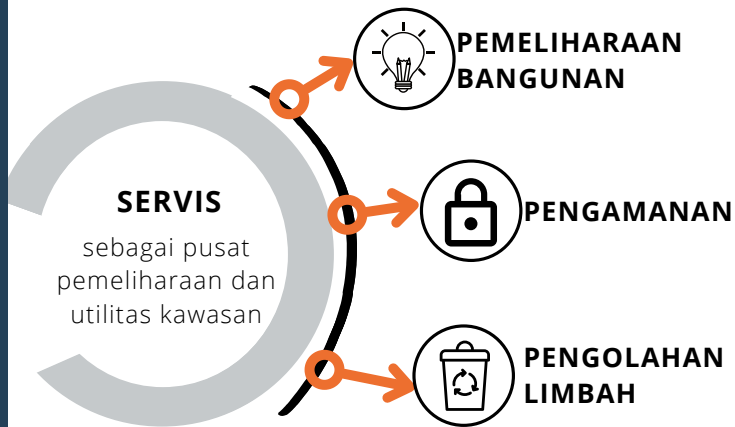 SERVIS
sebagai pusat
pemeliharaan dan
utilitas kawasan
PEMELIHARAAN
BANGUNAN
PENGAMANAN
PENGOLAHAN
LIMBAH